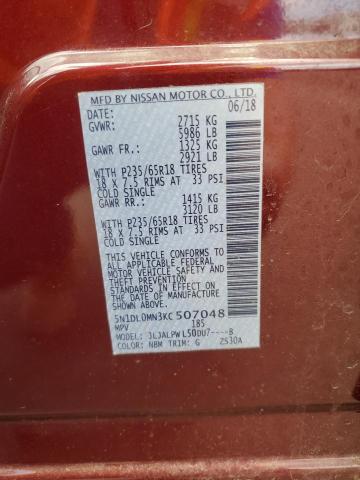 MFD BY NISSAN MOTOR CO., LTD.
DATE: 06/18
GVWR: 2715 KG
5986 LB
GAWR FR.: 1325 KG
2921 LB
WITH P235/65R18 TIRES
18 X 7.5 RIMS AT 33 PSI
COLD SINGLE
GAWR RR.: 1415 KG
3120 LB
WITH P235/65R18 TIRES
18 X 7.5 RIMS AT 33 PSI
COLD SINGLE
THIS VEHICLE CONFORMS TO
ALL APPLICABLE FEDERAL
MOTOR VEHICLE SAFETY AND
STANDARDS IN EFFECT ON
THE DATE OF MANUFACTURE
SHOWN ABOVE.
5N1DL0MN3KC507048
MPV 185
MODEL: JLJALPWL50DU7----B
COLOR: NBM TRIM: G ZS30A